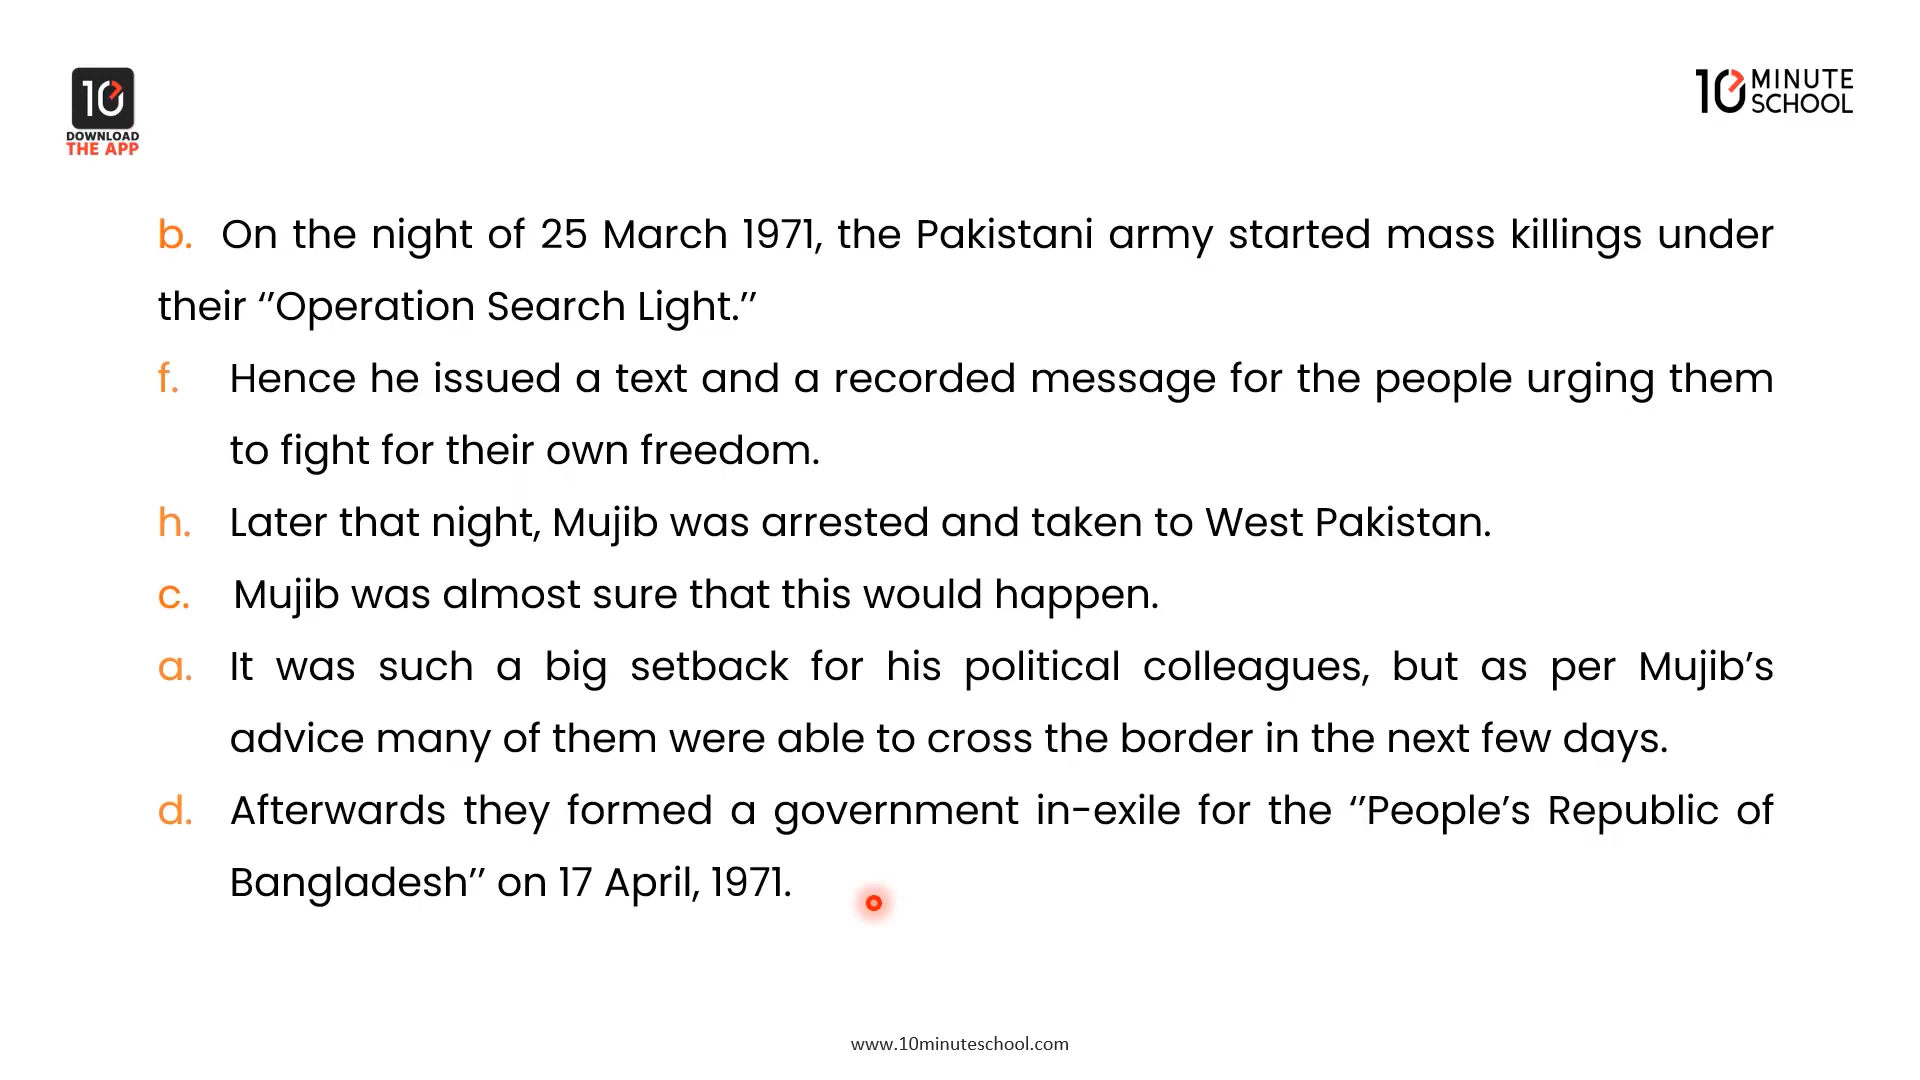 10
DOWNLOAD
THE APP
10 MINUTE
SCHOOL
b. On the night of 25 March 1971, the Pakistani army started mass killings under
their ‘’Operation Search Light.’’
f. Hence he issued a text and a recorded message for the people urging them
to fight for their own freedom.
h. Later that night, Mujib was arrested and taken to West Pakistan.
c. Mujib was almost sure that this would happen.
a. It was such a big setback for his political colleagues, but as per Mujib’s
advice many of them were able to cross the border in the next few days.
d. Afterwards they formed a government in-exile for the ‘’People’s Republic of
Bangladesh’’ on 17 April, 1971.
www.10minuteschool.com